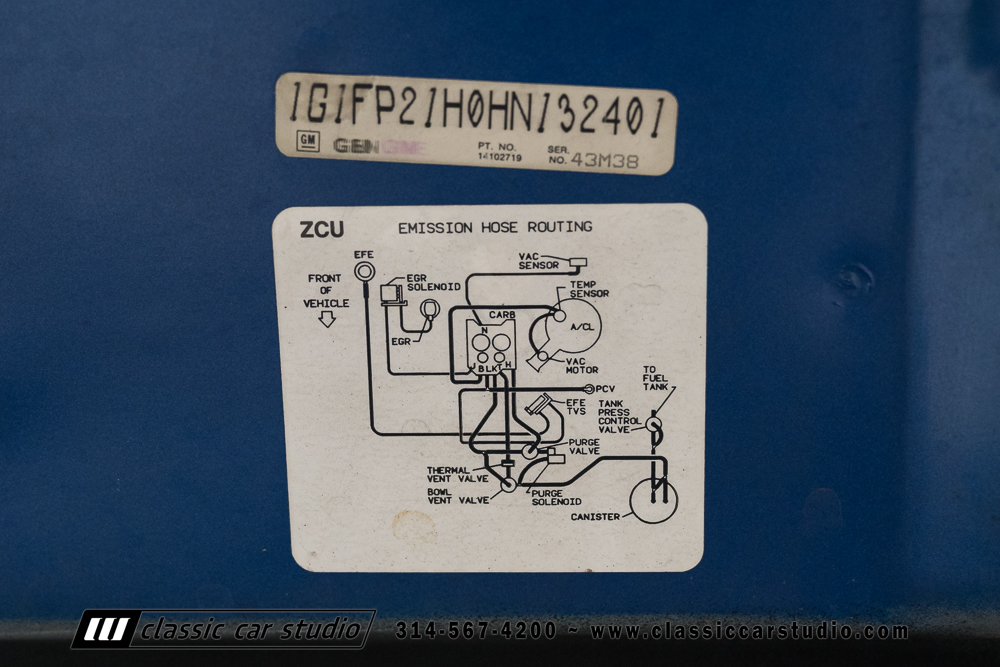 1G1FP21H0HN132401
GM GEN GME PT. NO. 14102719 SER. NO. 43M38
ZCU EMISSION HOSE ROUTING
EFE
FRONT
OF
VEHICLE
EGR
SOLENOID
EGR
VAC
SENSOR
TEMP
SENSOR
CARB
N
A/CL
J BLKT H
VAC
MOTOR
PCV
EFE
TVS
TO
FUEL
TANK
TANK
PRESS
CONTROL
VALVE
PURGE
VALVE
THERMAL
VENT VALVE
BOWL
VENT VALVE
PURGE
SOLENOID
CANISTER
classic car studio 314-567-4200 ~ www.classiccarstudio.com